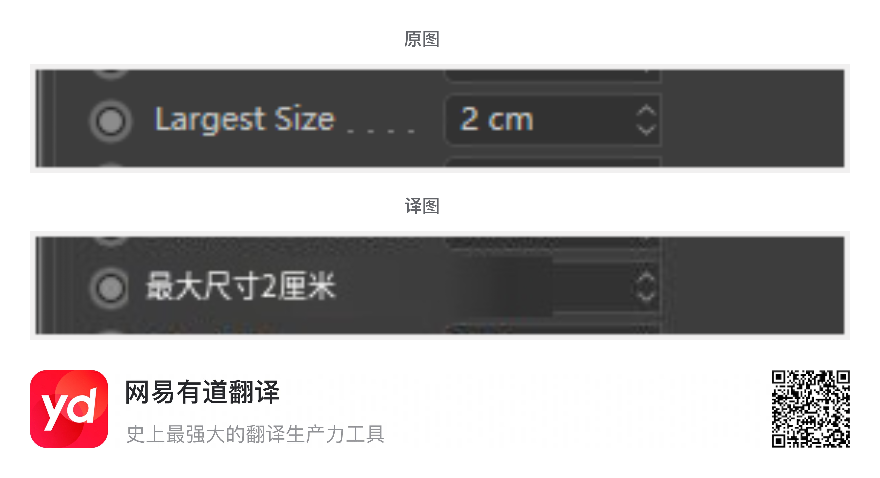 原图
Largest Size . . . . 2 cm
译图
最大尺寸2厘米
yd
网易有道翻译
史上最强大的翻译生产力工具